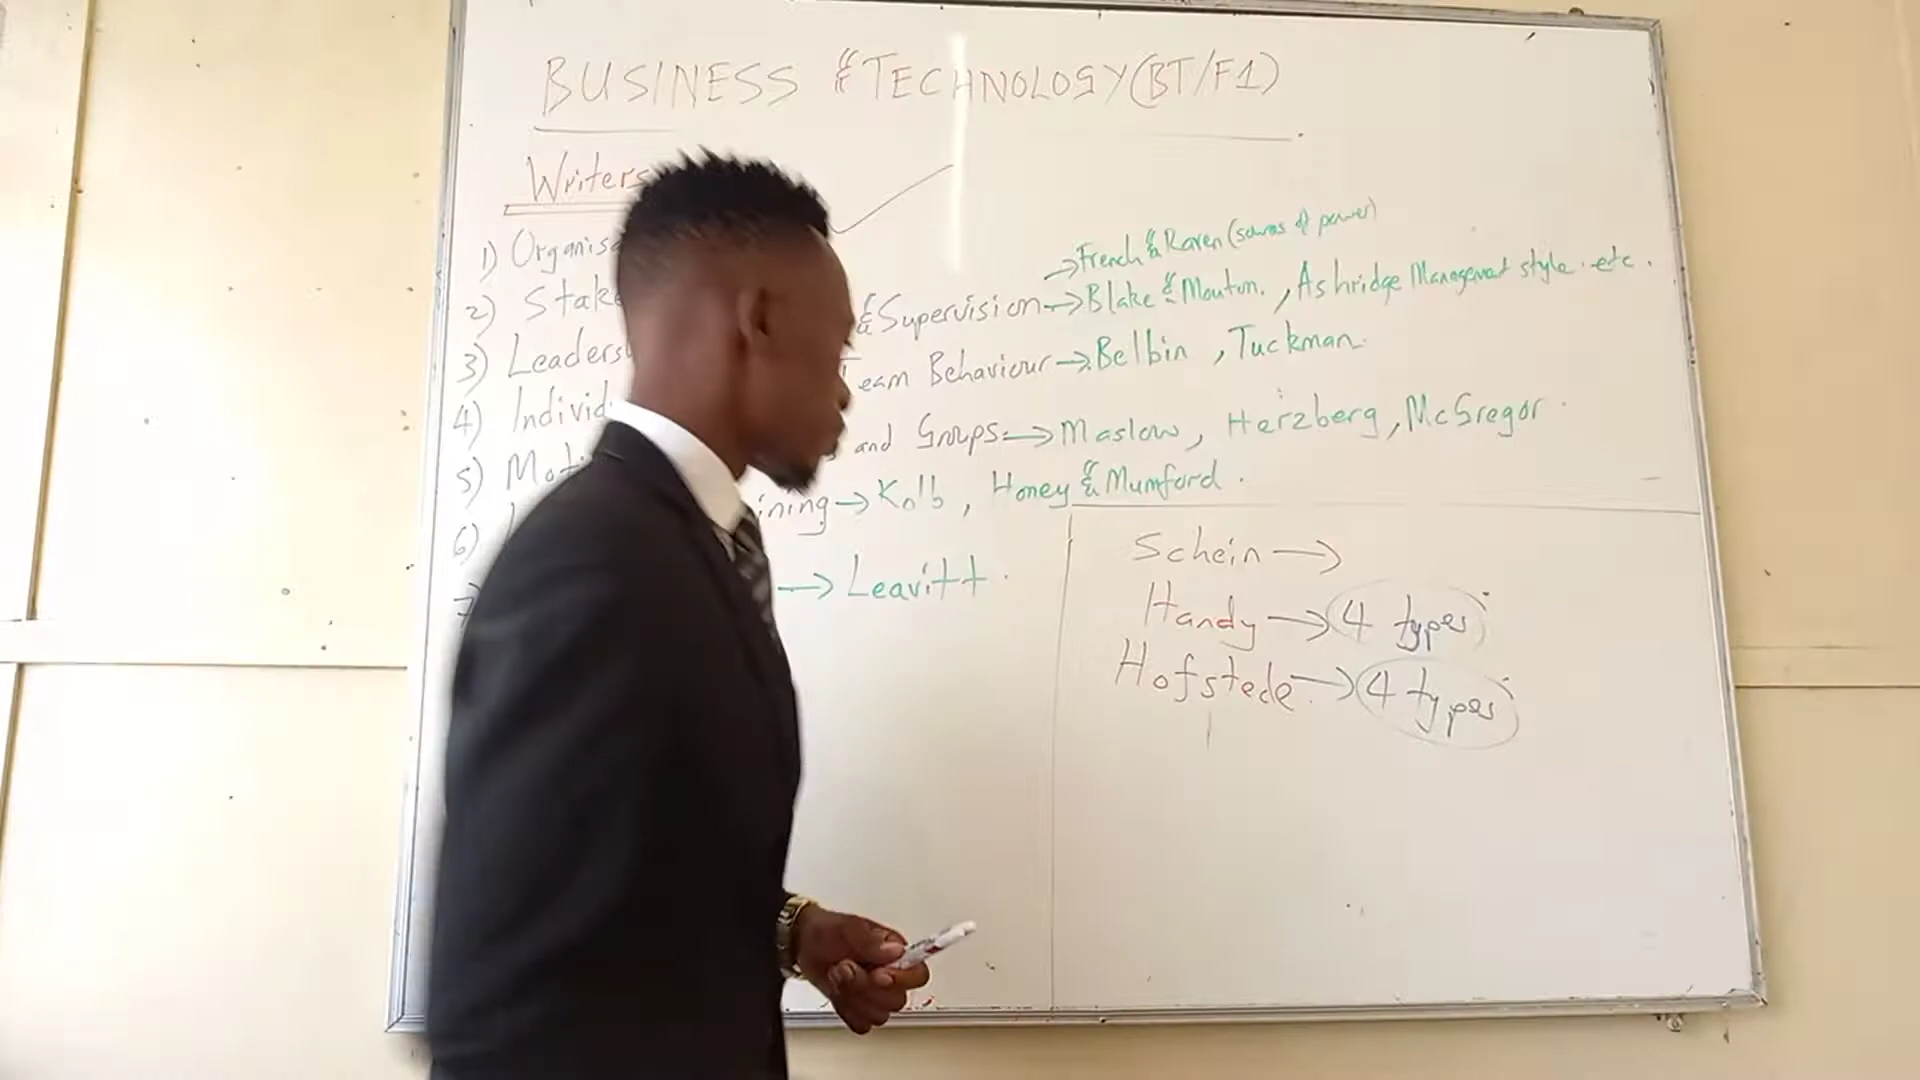 BUSINESS & TECHNOLOGY (BT/F1)
Writers
1) Organis
2) Stake
→ French & Raven (sources of power)
3) Leaders & Supervision → Blake & Mouton. , Ashridge Management style. etc.
4) Individ Team Behaviour → Belbin , Tuckman.
5) Moti and Groups → Maslow, Herzberg, McGregor.
6) ining → Kolb, Honey & Mumford.
7 → Leavitt.
Schein →
Handy → 4 types
Hofstede → 4 types